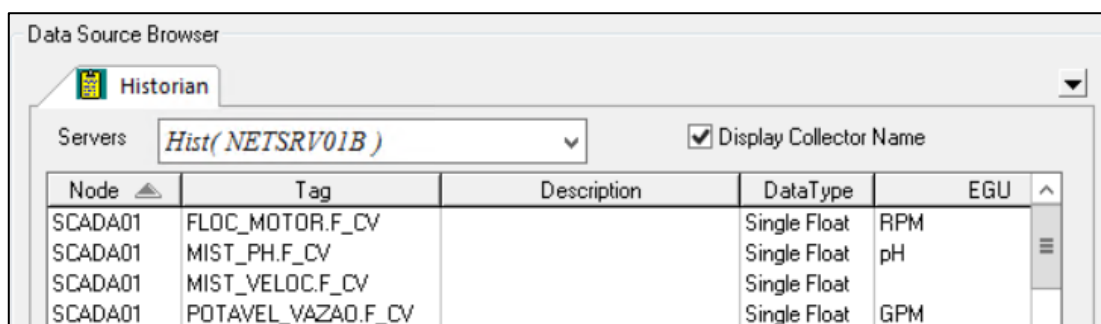 Data Source Browser
Historian
Servers Hist( NETSRV01B ) Display Collector Name
Node Tag Description DataType EGU
SCADA01 FLOC_MOTOR.F_CV Single Float RPM
SCADA01 MIST_PH.F_CV Single Float pH
SCADA01 MIST_VELOC.F_CV Single Float
SCADA01 POTAVEL_VAZAO.F_CV Single Float GPM